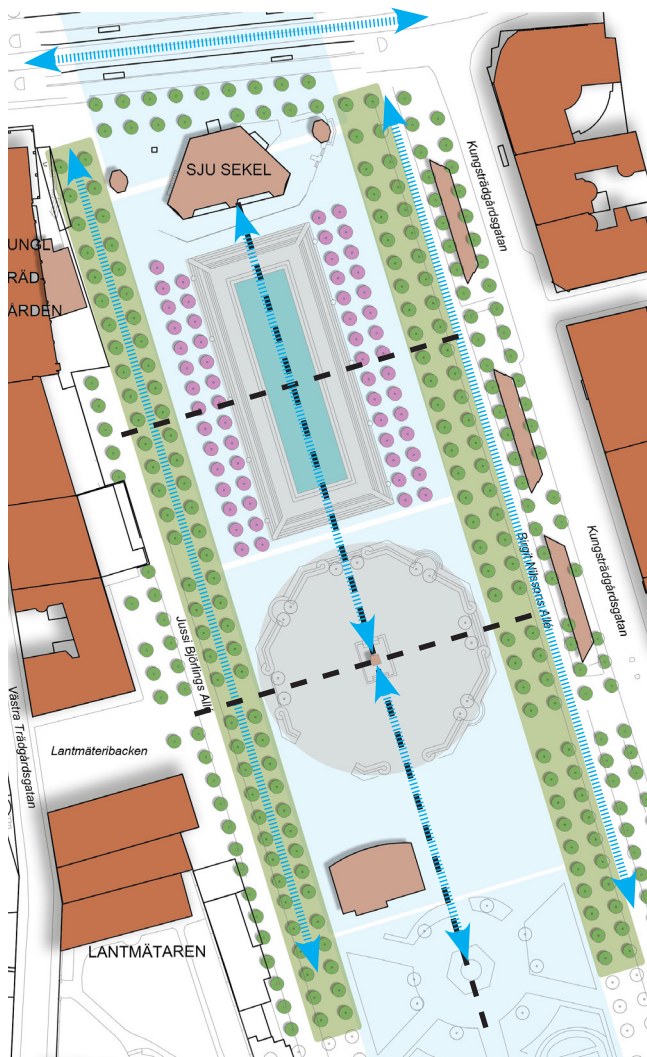 SJU SEKEL
Kungsträdgårdsgatan
UNGL
RÄD
ÅRDEN
Birgit Nilssons Allé
Kungsträdgårdsgatan
Jussi Björlings Allé
Västra Trädgårdsgatan
Lantmäteribacken
LANTMÄTAREN